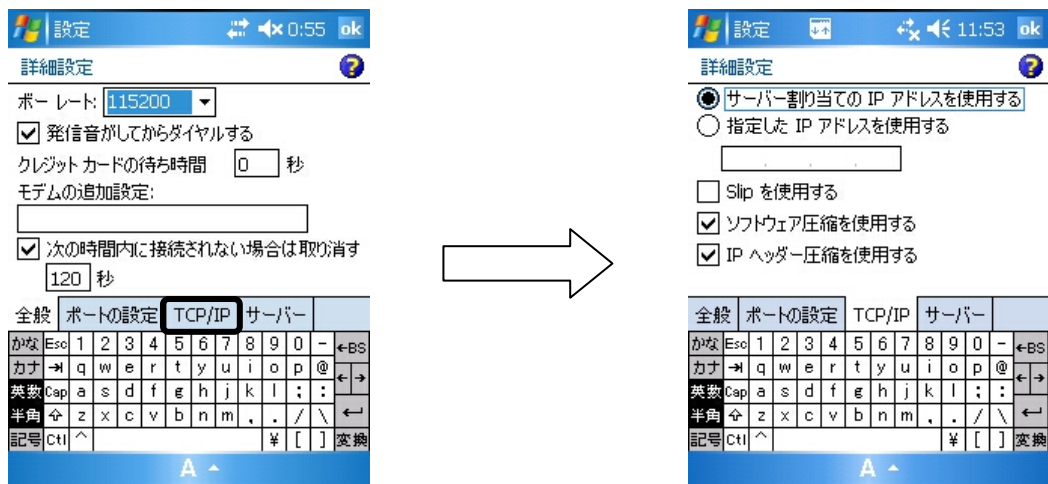 設定 0:55 ok
詳細設定
ボー レート: 115200
発信音がしてからダイヤルする
クレジット カードの待ち時間 0 秒
モデムの追加設定:
次の時間内に接続されない場合は取り消す
120 秒
全般 ポートの設定 TCP/IP サーバー
かな Esc 1 2 3 4 5 6 7 8 9 0 - ←BS
カナ q w e r t y u i o p @ ← →
英数 Cap a s d f g h j k l ; :
半角 z x c v b n m , . / \
記号 Ctl ^ ¥ [ ] 変換
A
設定 11:53 ok
詳細設定
サーバー割り当ての IP アドレスを使用する
指定した IP アドレスを使用する
. . .
Slip を使用する
ソフトウェア圧縮を使用する
IP ヘッダー圧縮を使用する
全般 ポートの設定 TCP/IP サーバー
かな Esc 1 2 3 4 5 6 7 8 9 0 - ←BS
カナ q w e r t y u i o p @ ← →
英数 Cap a s d f g h j k l ; :
半角 z x c v b n m , . / \
記号 Ctl ^ ¥ [ ] 変換
A